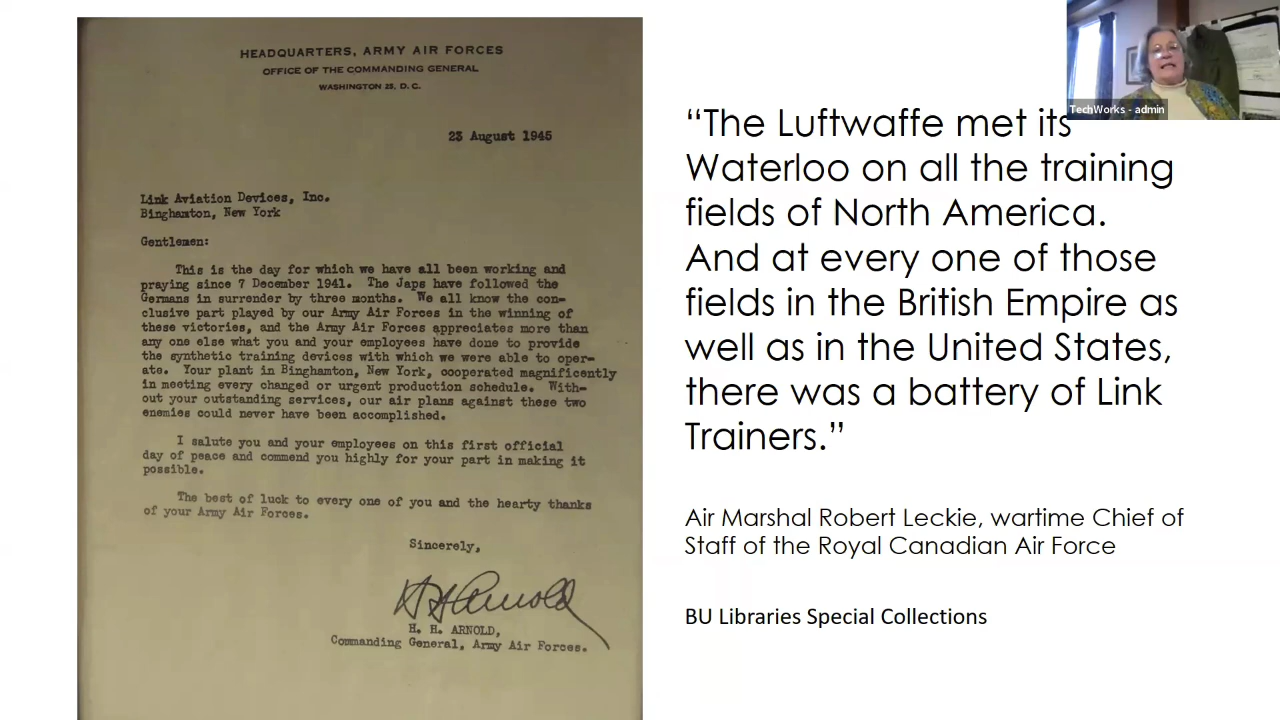 HEADQUARTERS, ARMY AIR FORCES
OFFICE OF THE COMMANDING GENERAL
WASHINGTON 25, D. C.
23 August 1945
Link Aviation Devices, Inc.
Binghamton, New York
Gentlemen:
This is the day for which we have all been working and
praying since 7 December 1941. The Japs have followed the
Germans in surrender by three months. We all know the con-
clusive part played by our Army Air Forces in the winning of
these victories, and the Army Air Forces appreciates more than
any one else what you and your employees have done to provide
the synthetic training devices with which we were able to oper-
ate. Your plant in Binghamton, New York, cooperated magnificently
in meeting every changed or urgent production schedule. With-
out your outstanding services, our air plans against these two
enemies could never have been accomplished.
I salute you and your employees on this first official
day of peace and commend you highly for your part in making it
possible.
The best of luck to every one of you and the hearty thanks
of your Army Air Forces.
Sincerely,
H H Arnold
H. H. ARNOLD,
Commanding General, Army Air Forces.
“The Luftwaffe met its
Waterloo on all the training
fields of North America.
And at every one of those
fields in the British Empire as
well as in the United States,
there was a battery of Link
Trainers.”
Air Marshal Robert Leckie, wartime Chief of
Staff of the Royal Canadian Air Force
BU Libraries Special Collections
TechWorks - admin